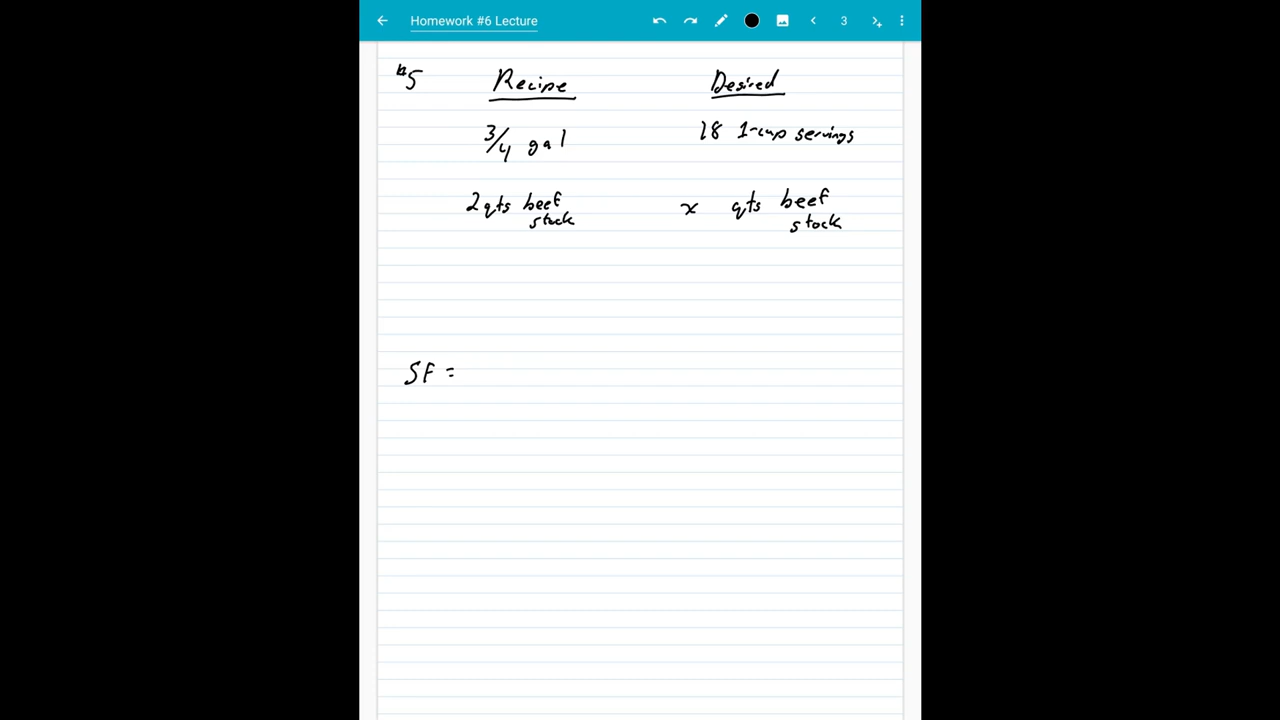 Homework #6 Lecture
3
#5 Recipe Desired
3/4 gal 18 1-cup servings
2 qts beef stock x qts beef stock
SF =